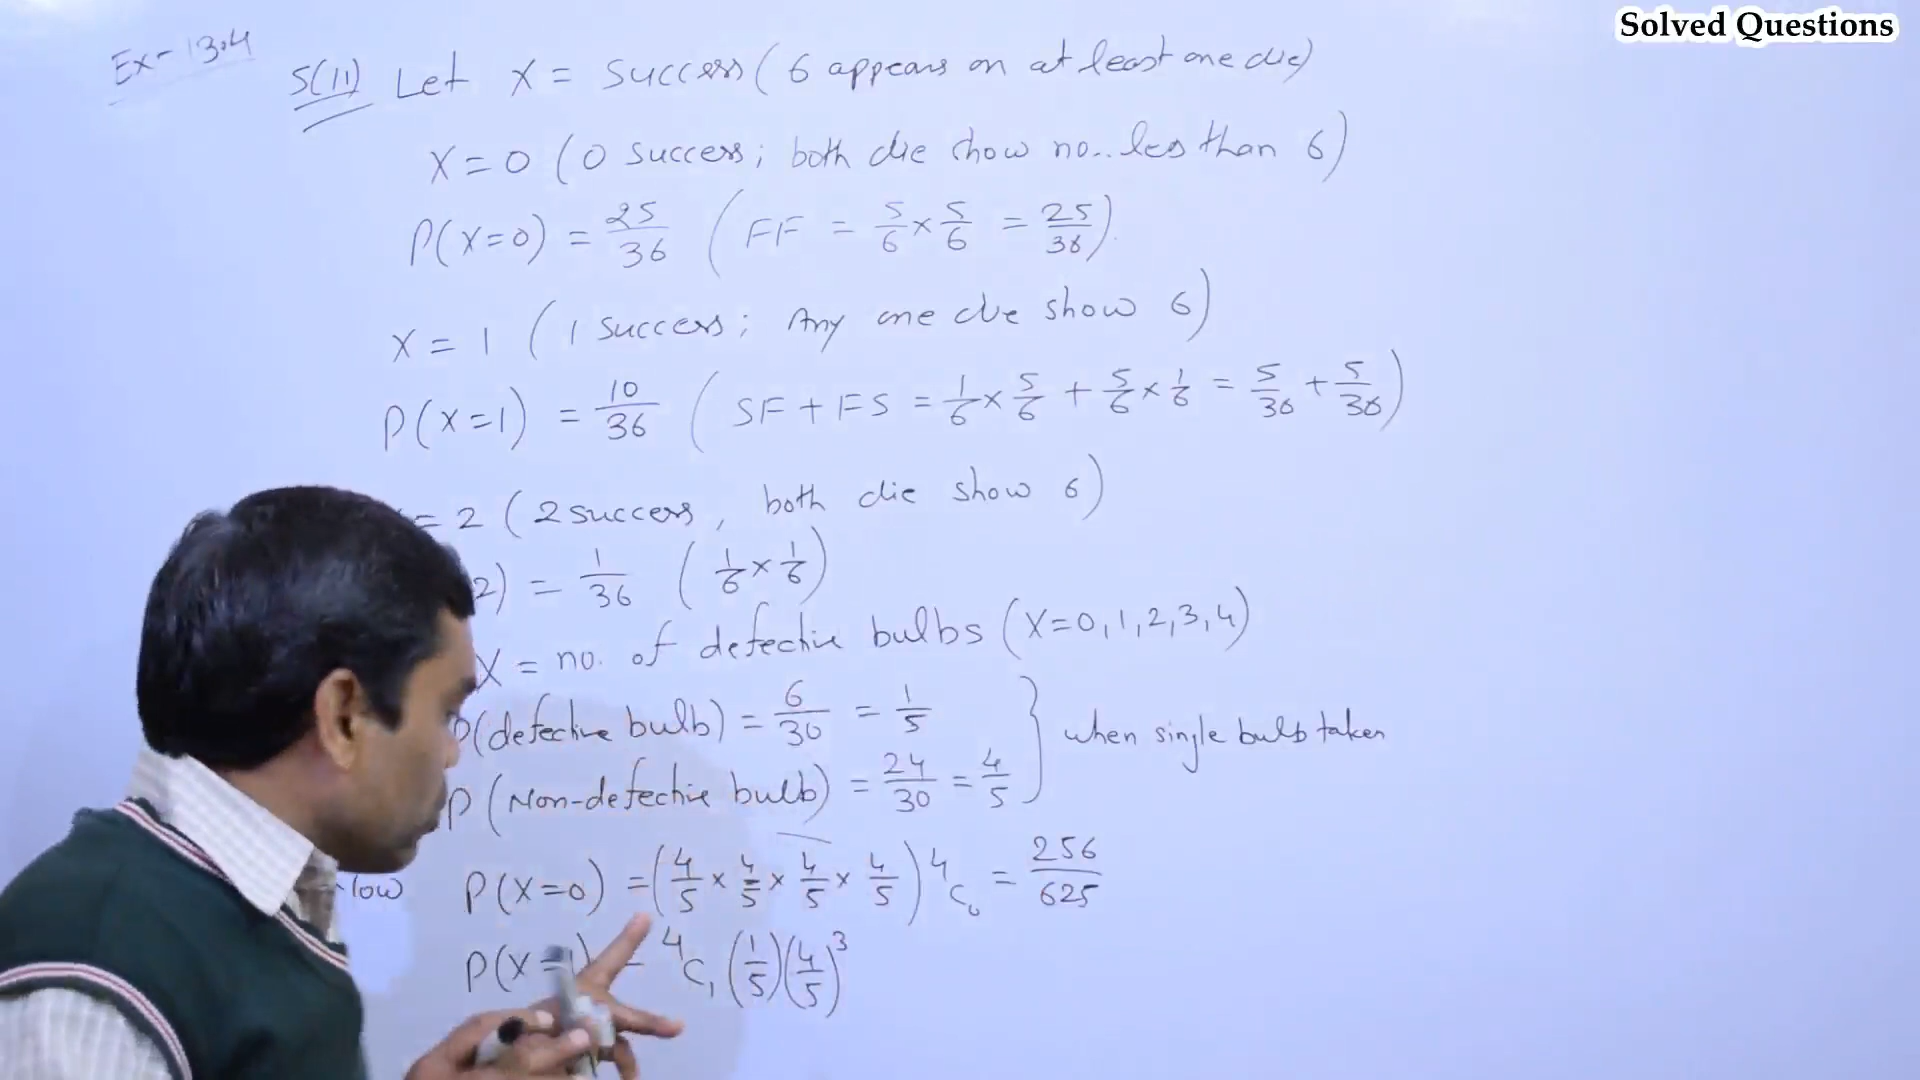 Solved Questions
Ex- 13.4
5(ii) Let X = success (6 appears on at least one die)
X = 0 (0 success; both die show no.. less than 6)
P(X=0) = 25/36 (FF = 5/6 × 5/6 = 25/36).
X = 1 (1 success; Any one die show 6)
P(X=1) = 10/36 (SF + FS = 1/6 × 5/6 + 5/6 × 1/6 = 5/36 + 5/36)
= 2 (2 success, both die show 6)
2) = 1/36 (1/6 × 1/6)
X = no. of defective bulbs (X=0,1,2,3,4)
P(defective bulb) = 6/30 = 1/5
P(Non-defective bulb) = 24/30 = 4/5 } when single bulb taken
P(X=0) = (4/5 × 4/5 × 4/5 × 4/5) ⁴C₀ = 256/625
P(X=1) = ⁴C₁ (1/5)(4/5)³